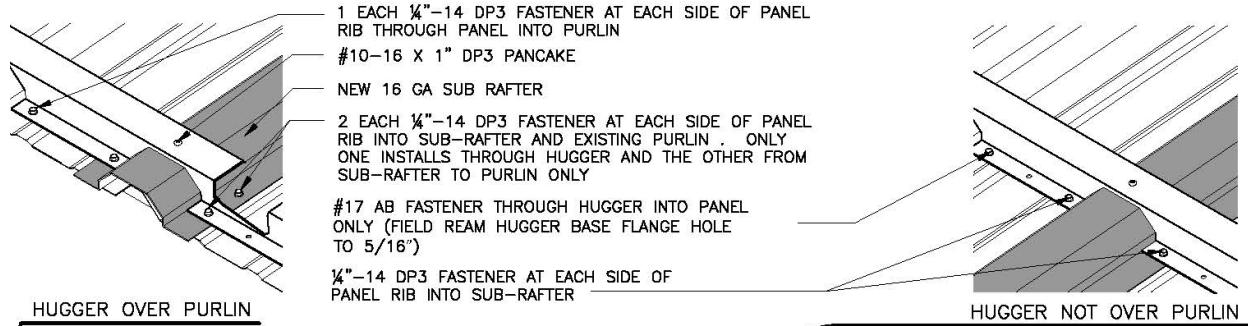 1 EACH ¼"-14 DP3 FASTENER AT EACH SIDE OF PANEL
RIB THROUGH PANEL INTO PURLIN
#10-16 X 1" DP3 PANCAKE
NEW 16 GA SUB RAFTER
2 EACH ¼"-14 DP3 FASTENER AT EACH SIDE OF PANEL
RIB INTO SUB-RAFTER AND EXISTING PURLIN . ONLY
ONE INSTALLS THROUGH HUGGER AND THE OTHER FROM
SUB-RAFTER TO PURLIN ONLY
#17 AB FASTENER THROUGH HUGGER INTO PANEL
ONLY (FIELD REAM HUGGER BASE FLANGE HOLE
TO 5/16")
¼"-14 DP3 FASTENER AT EACH SIDE OF
PANEL RIB INTO SUB-RAFTER
HUGGER OVER PURLIN
HUGGER NOT OVER PURLIN